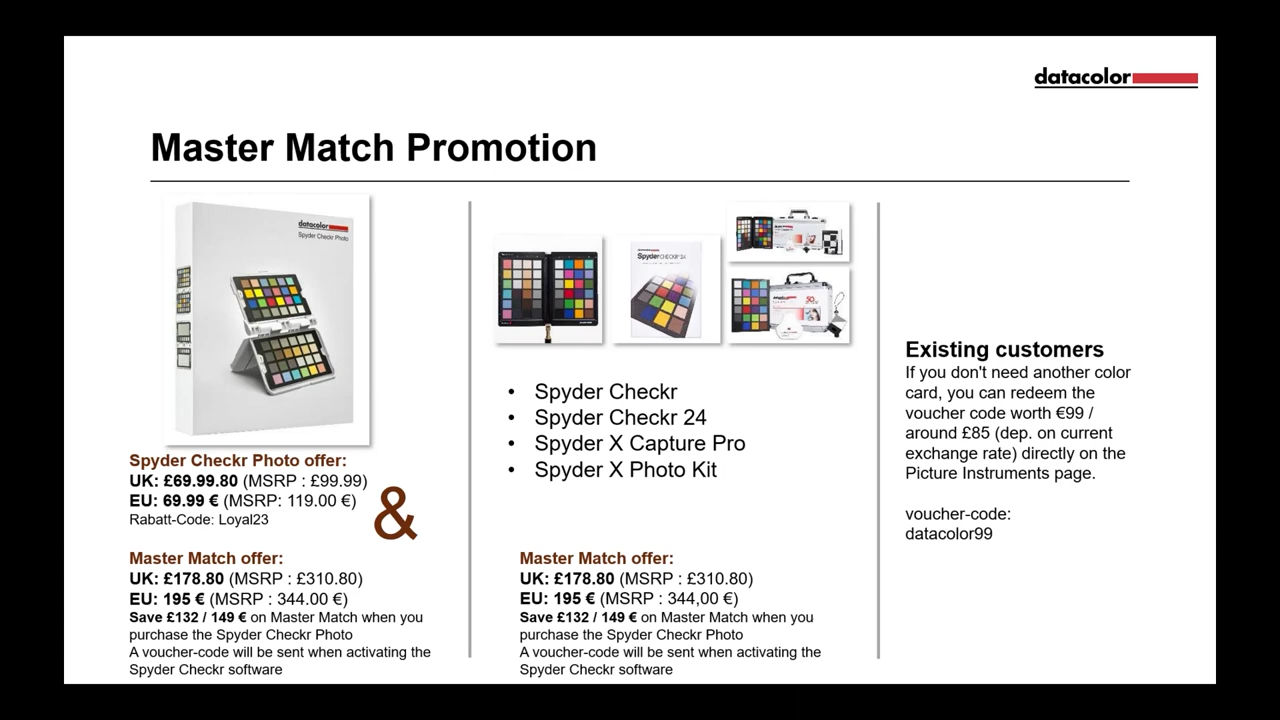 datacolor
Master Match Promotion
datacolor
Spyder Checkr Photo
Spyder CHECKR 24
Spyder Checkr Photo offer:
UK: £69.99.80 (MSRP : £99.99)
EU: 69.99 € (MSRP: 119.00 €)
Rabatt-Code: Loyal23
&
Master Match offer:
UK: £178.80 (MSRP : £310.80)
EU: 195 € (MSRP : 344.00 €)
Save £132 / 149 € on Master Match when you
purchase the Spyder Checkr Photo
A voucher-code will be sent when activating the
Spyder Checkr software
• Spyder Checkr
• Spyder Checkr 24
• Spyder X Capture Pro
• Spyder X Photo Kit
Master Match offer:
UK: £178.80 (MSRP : £310.80)
EU: 195 € (MSRP : 344,00 €)
Save £132 / 149 € on Master Match when you
purchase the Spyder Checkr Photo
A voucher-code will be sent when activating the
Spyder Checkr software
Existing customers
If you don't need another color
card, you can redeem the
voucher code worth €99 /
around £85 (dep. on current
exchange rate) directly on the
Picture Instruments page.
voucher-code:
datacolor99